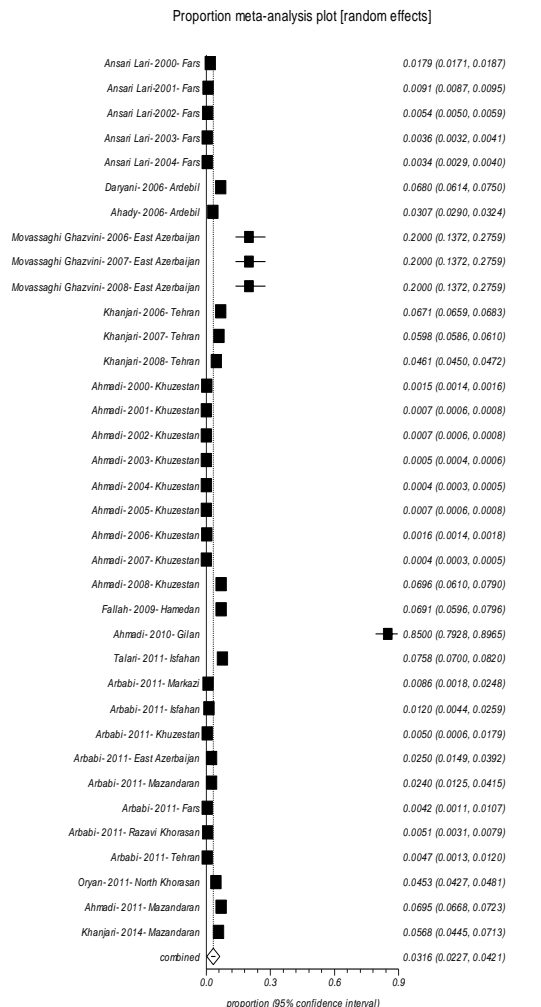 Proportion meta-analysis plot [random effects]
Ansari Lari- 2000- Fars 0.0179 (0.0171, 0.0187)
Ansari Lari-2001- Fars 0.0091 (0.0087, 0.0095)
Ansari Lari-2002- Fars 0.0054 (0.0050, 0.0059)
Ansari Lari- 2003- Fars 0.0036 (0.0032, 0.0041)
Ansari Lari- 2004- Fars 0.0034 (0.0029, 0.0040)
Daryani- 2006- Ardebil 0.0680 (0.0614, 0.0750)
Ahady- 2006- Ardebil 0.0307 (0.0290, 0.0324)
Movassaghi Ghazvini- 2006- East Azerbaijan 0.2000 (0.1372, 0.2759)
Movassaghi Ghazvini- 2007- East Azerbaijan 0.2000 (0.1372, 0.2759)
Movassaghi Ghazvini- 2008- East Azerbaijan 0.2000 (0.1372, 0.2759)
Khanjari- 2006- Tehran 0.0671 (0.0659, 0.0683)
Khanjari- 2007- Tehran 0.0598 (0.0586, 0.0610)
Khanjari- 2008- Tehran 0.0461 (0.0450, 0.0472)
Ahmadi- 2000- Khuzestan 0.0015 (0.0014, 0.0016)
Ahmadi- 2001- Khuzestan 0.0007 (0.0006, 0.0008)
Ahmadi- 2002- Khuzestan 0.0007 (0.0006, 0.0008)
Ahmadi- 2003- Khuzestan 0.0005 (0.0004, 0.0006)
Ahmadi- 2004- Khuzestan 0.0004 (0.0003, 0.0005)
Ahmadi- 2005- Khuzestan 0.0007 (0.0006, 0.0008)
Ahmadi- 2006- Khuzestan 0.0016 (0.0014, 0.0018)
Ahmadi- 2007- Khuzestan 0.0004 (0.0003, 0.0005)
Ahmadi- 2008- Khuzestan 0.0696 (0.0610, 0.0790)
Fallah- 2009- Hamedan 0.0691 (0.0596, 0.0796)
Ahmadi- 2010- Gilan 0.8500 (0.7928, 0.8965)
Talari- 2011- Isfahan 0.0758 (0.0700, 0.0820)
Arbabi- 2011- Markazi 0.0086 (0.0018, 0.0248)
Arbabi- 2011- Isfahan 0.0120 (0.0044, 0.0259)
Arbabi- 2011- Khuzestan 0.0050 (0.0006, 0.0179)
Arbabi- 2011- East Azerbaijan 0.0250 (0.0149, 0.0392)
Arbabi- 2011- Mazandaran 0.0240 (0.0125, 0.0415)
Arbabi- 2011- Fars 0.0042 (0.0011, 0.0107)
Arbabi- 2011- Razavi Khorasan 0.0051 (0.0031, 0.0079)
Arbabi- 2011- Tehran 0.0047 (0.0013, 0.0120)
Oryan- 2011- North Khorasan 0.0453 (0.0427, 0.0481)
Ahmadi- 2011- Mazandaran 0.0695 (0.0668, 0.0723)
Khanjari- 2014- Mazandaran 0.0568 (0.0445, 0.0713)
combined 0.0316 (0.0227, 0.0421)
0.0 0.3 0.6 0.9
proportion (95% confidence interval)